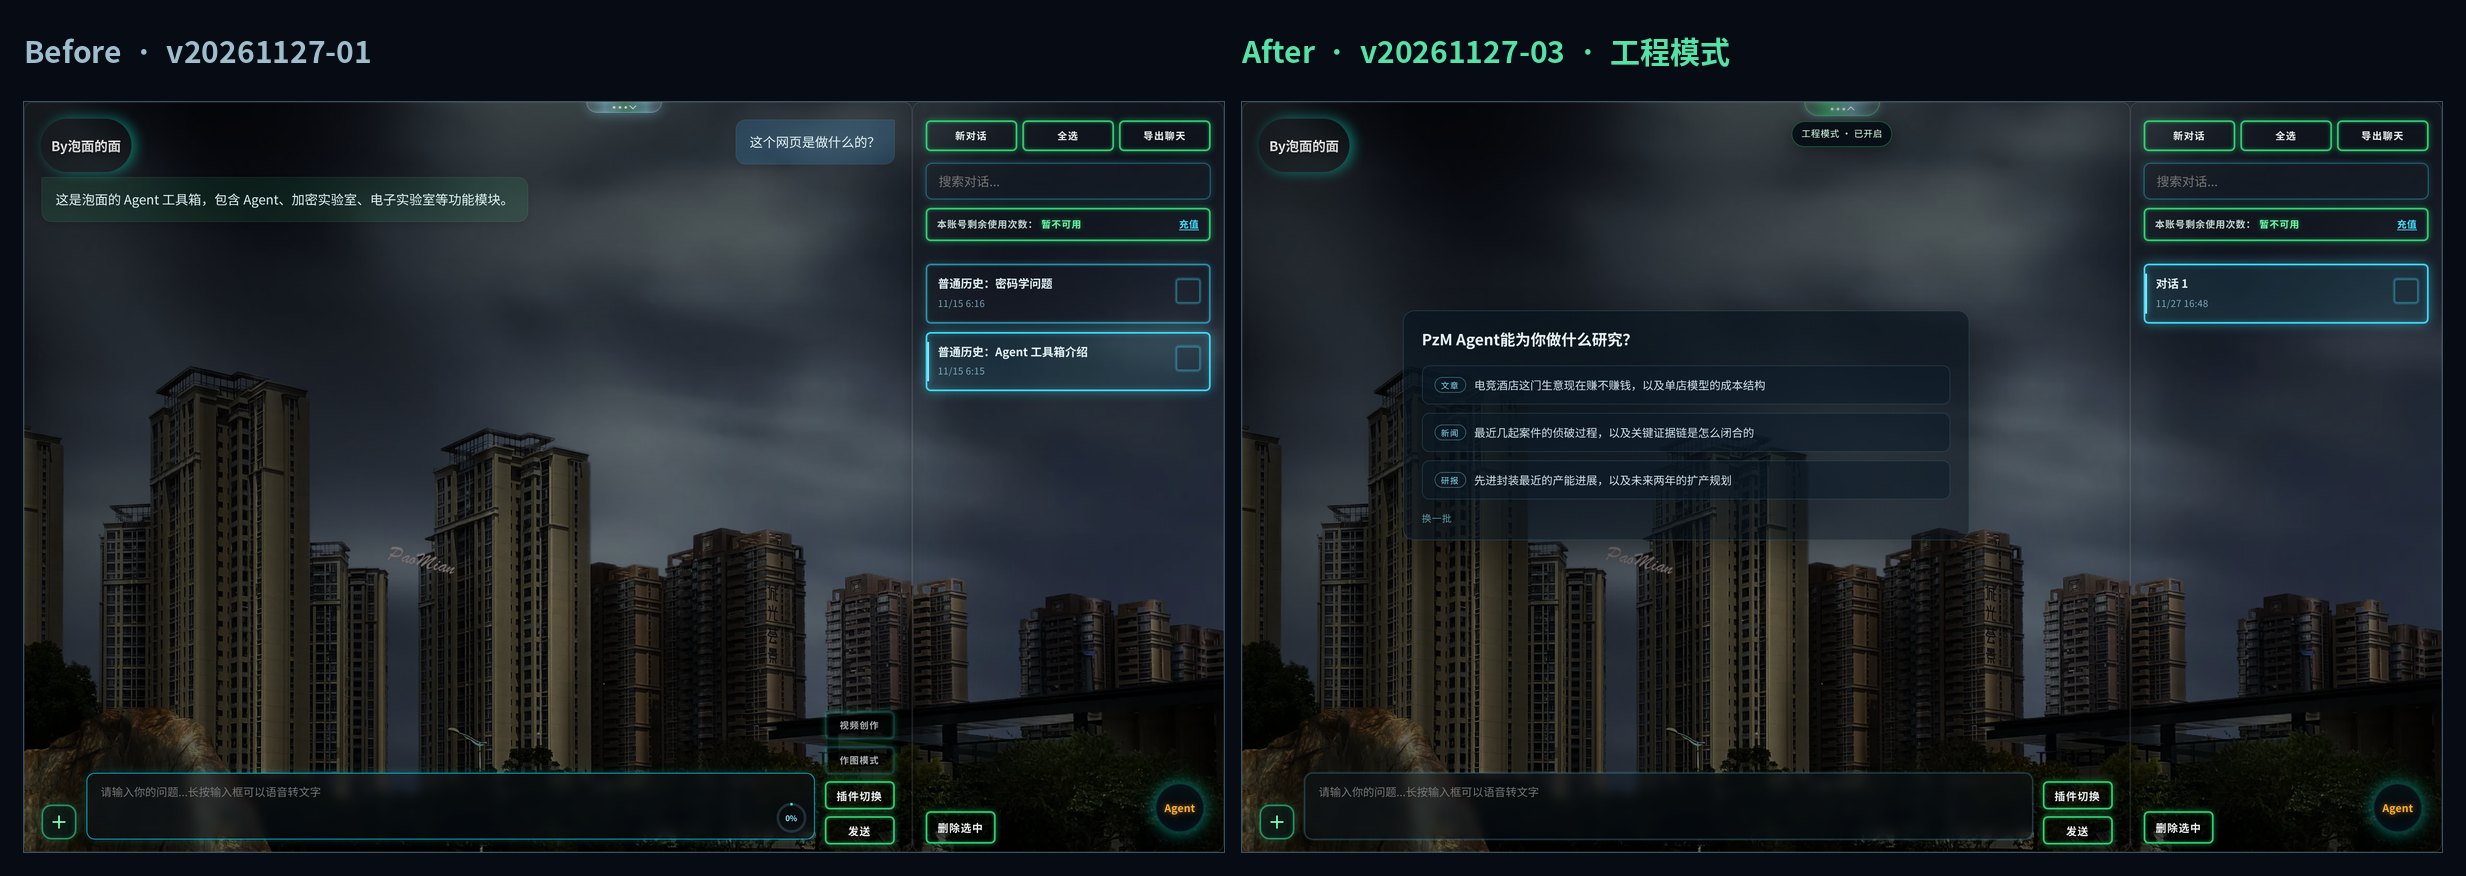 Before · v20261127-01
By泡面的面
这个网页是做什么的？
这是泡面的 Agent 工具箱，包含 Agent、加密实验室、电子实验室等功能模块。
PaoMian
视频创作
作图模式
请输入你的问题...长按输入框可以语音转文字
0%
插件切换
发送
新对话
全选
导出聊天
搜索对话...
本账号剩余使用次数： 暂不可用
充值
普通历史：密码学问题
11/15 6:16
普通历史：Agent 工具箱介绍
11/15 6:15
删除选中
Agent
After · v20261127-03 · 工程模式
By泡面的面
工程模式 · 已开启
PzM Agent能为你做什么研究？
文章 电竞酒店这门生意现在赚不赚钱，以及单店模型的成本结构
新闻 最近几起案件的侦破过程，以及关键证据链是怎么闭合的
研报 先进封装最近的产能进展，以及未来两年的扩产规划
换一批
PaoMian
请输入你的问题...长按输入框可以语音转文字
插件切换
发送
新对话
全选
导出聊天
搜索对话...
本账号剩余使用次数： 暂不可用
充值
对话 1
11/27 16:48
删除选中
Agent